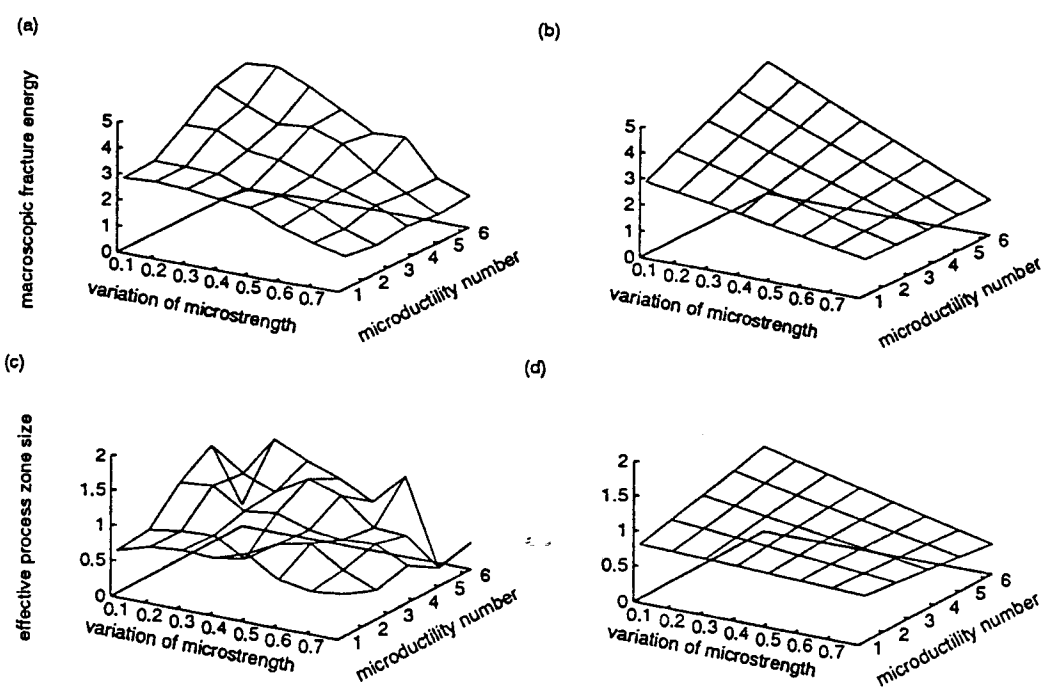 (a)
(b)
macroscopic fracture energy
5
4
3
2
1
0
0.1 0.2 0.3 0.4 0.5 0.6 0.7
variation of microstrength
1 2 3 4 5 6
microductility number
5
4
3
2
1
0
0.1 0.2 0.3 0.4 0.5 0.6 0.7
variation of microstrength
1 2 3 4 5 6
microductility number
(c)
(d)
effective process zone size
2
1.5
1
0.5
0
0.1 0.2 0.3 0.4 0.5 0.6 0.7
variation of microstrength
1 2 3 4 5 6
microductility number
2
1.5
1
0.5
0
0.1 0.2 0.3 0.4 0.5 0.6 0.7
variation of microstrength
1 2 3 4 5 6
microductility number